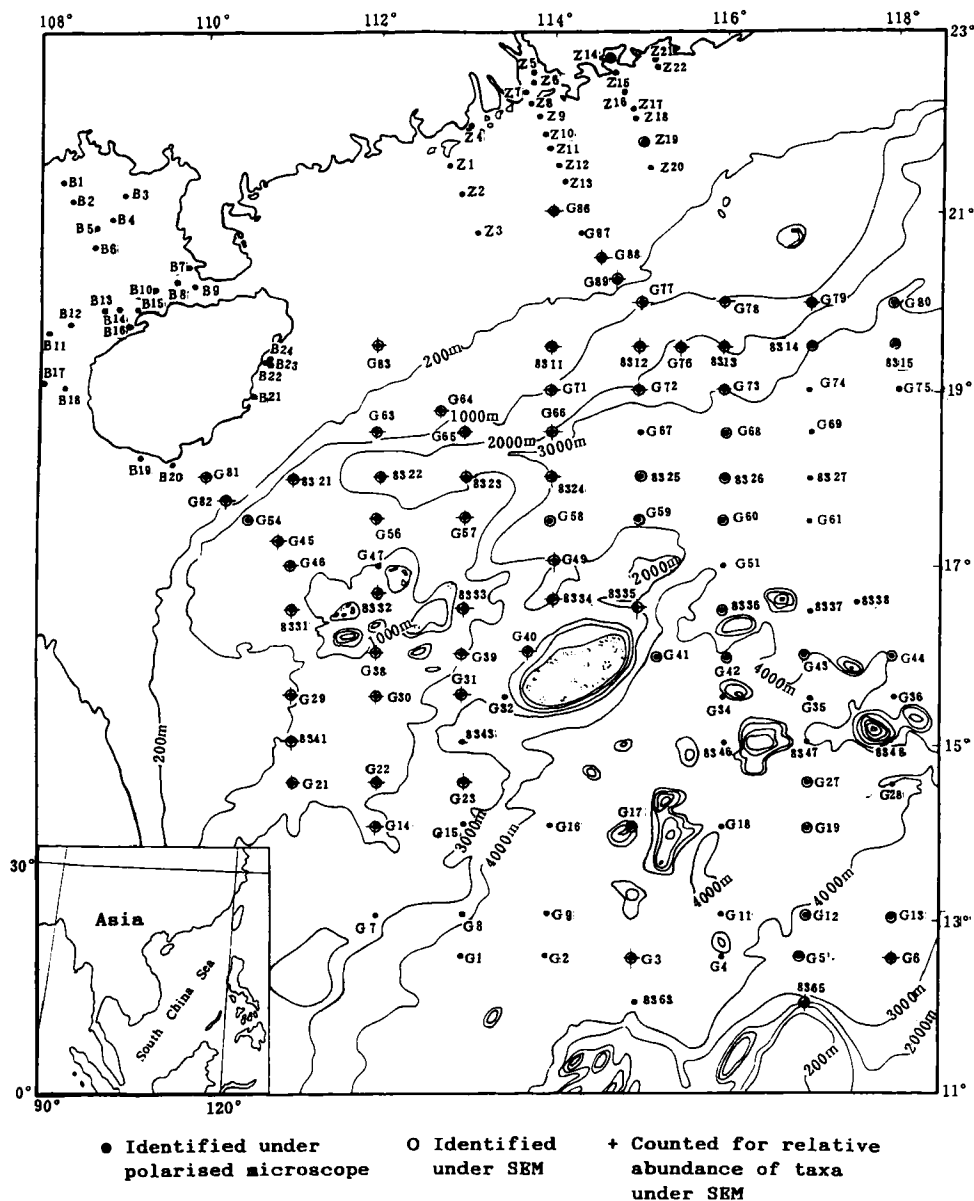 108° 110° 112° 114° 116° 118°
23°
Z14 Z21
Z5 Z22
Z6 Z15
Z7 Z16 Z17
Z8 Z18
Z9
Z4 Z10 Z19
Z11
Z1 Z12 Z20
Z13
B1 B3 Z2
B2
B4 G86 21°
B5 Z3 G87
B6 G88
B7 G89
B10 B8 B9 G77
B13 B15 G78 G79 G80
B12 B14
B16
B11 B24 200m
B23 G83 8311 8312 G76 8313 8314 8315
B17 B22
B18 B21 G71 G72 G73 G74 G75 19°
G64 1000m
G63 G66
G65 2000m 3000m G67 G68 G69
B19 B20
G81 8321 8322 8323 8324 8325 8326 8327
G82
G54 G56 G57 G58 G59 G60 G61
G45
G46 G47 G49 2000m G51 17°
8331 8332 8333 8334 8335 8336 8337 8338
1000m
G38 G39 G40 G41 G42 G43 G44
4000m
G29 G30 G31 G32 G34 G35 G36
200m
8341 8343 8346 8347 8348 15°
G21 G22 G23 G27 G28
G14 G15 3000m G16 G17 G18 G19
4000m
4000m 4000m
30°
Asia
G7 G8 G9 G11 G12 G13 13°
G1 G2 G3 G4 G5' G6
South China Sea
8363 8365
3000m
2000m
200m
0° 11°
90° 120°
● Identified under polarised microscope
O Identified under SEM
+ Counted for relative abundance of taxa under SEM